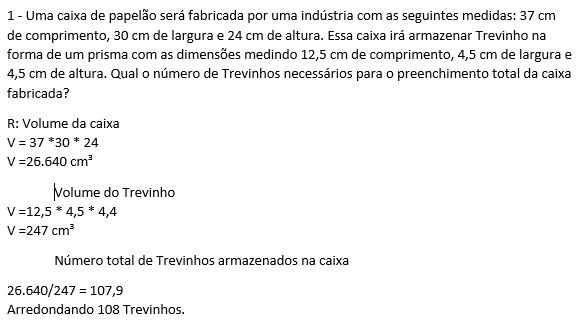 1 - Uma caixa de papelão será fabricada por uma indústria com as seguintes medidas: 37 cm
de comprimento, 30 cm de largura e 24 cm de altura. Essa caixa irá armazenar Trevinho na
forma de um prisma com as dimensões medindo 12,5 cm de comprimento, 4,5 cm de largura e
4,5 cm de altura. Qual o número de Trevinhos necessários para o preenchimento total da caixa
fabricada?
R: Volume da caixa
V = 37 *30 * 24
V =26.640 cm³
Volume do Trevinho
V =12,5 * 4,5 * 4,4
V =247 cm³
Número total de Trevinhos armazenados na caixa
26.640/247 = 107,9
Arredondando 108 Trevinhos.